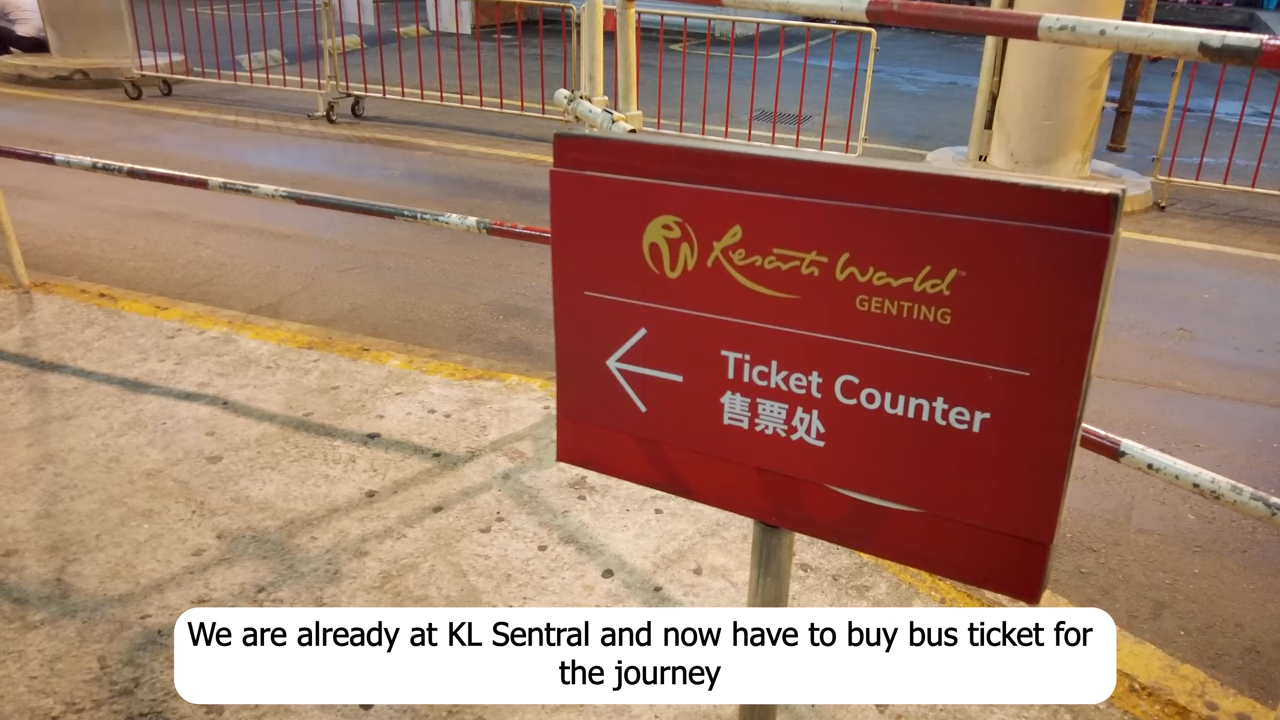 Resorts World™
GENTING
Ticket Counter
售票处
We are already at KL Sentral and now have to buy bus ticket for
the journey